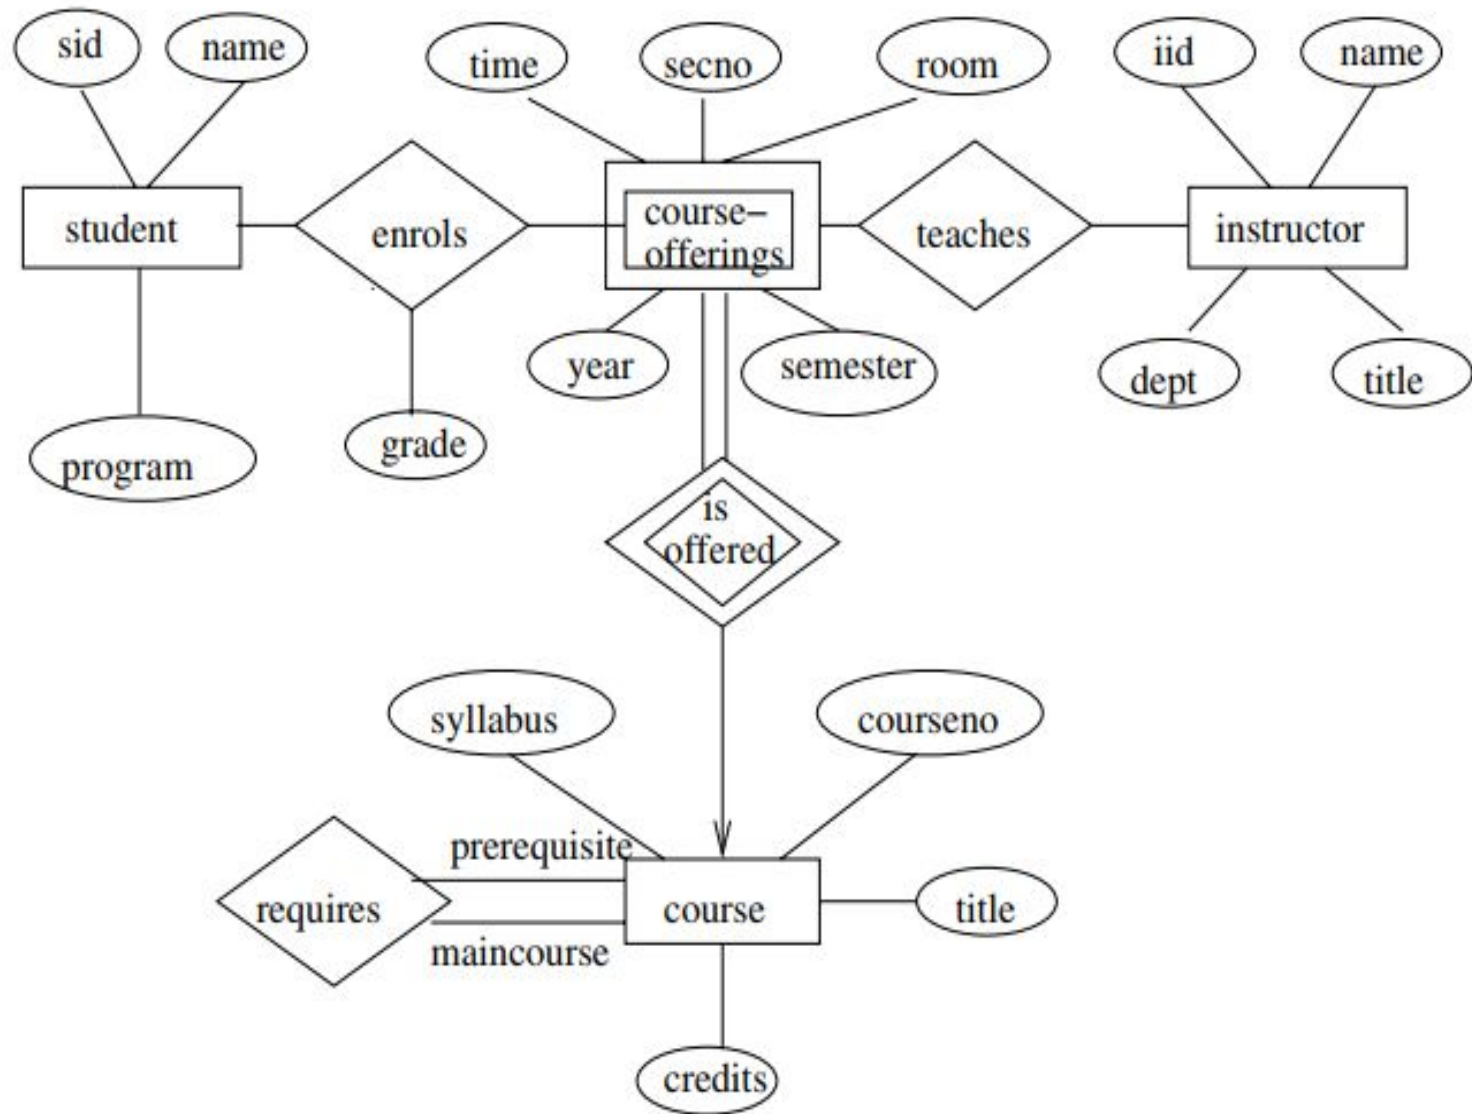 sid
name
time
secno
room
iid
name
student
enrols
course–
offerings
teaches
instructor
year
semester
dept
title
program
grade
is
offered
syllabus
courseno
prerequisite
requires
course
title
maincourse
credits